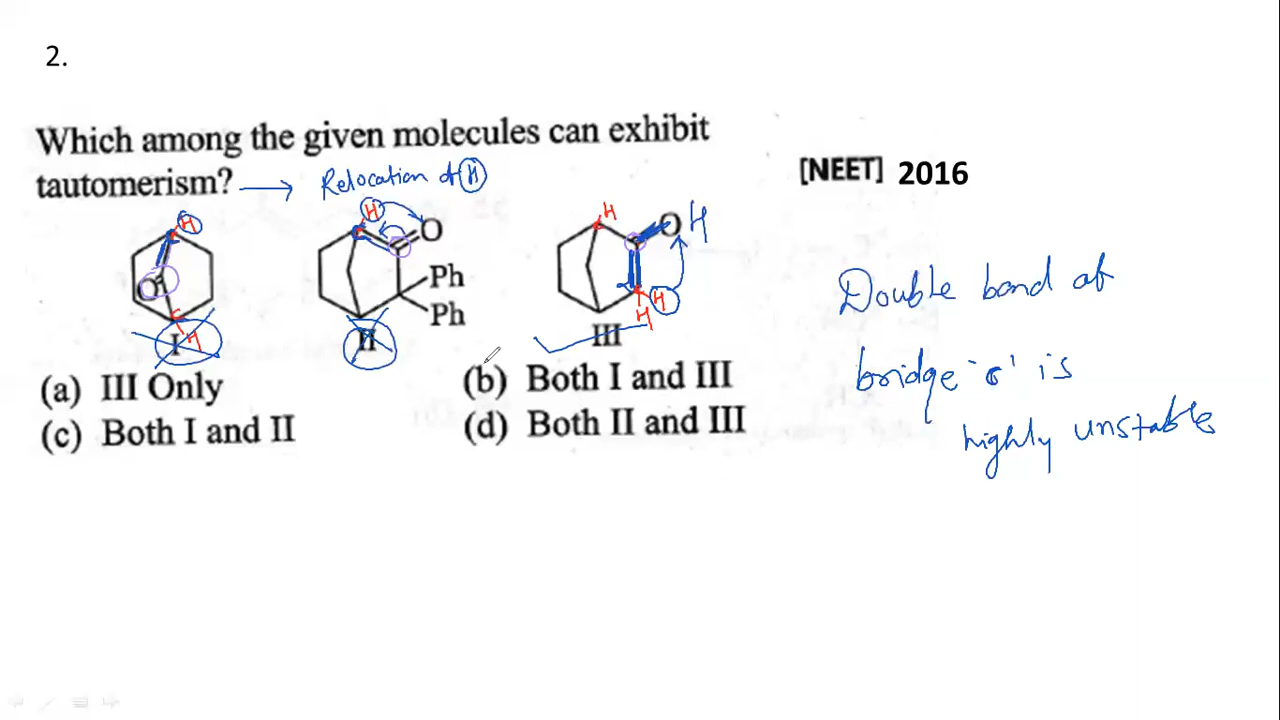 2.
Which among the given molecules can exhibit
tautomerism? → Relocation of H
[NEET] 2016
H H H OH
O O
Ph
H
Ph H
H
I II III
Double bond at
bridge 'c' is
highly unstable
(a) III Only (b) Both I and III
(c) Both I and II (d) Both II and III